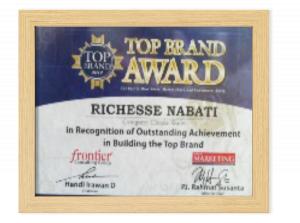 TOP
BRAND
TOP BRAND
AWARD
RICHESSE NABATI
in Recognition of Outstanding Achievement
in Building the Top Brand
frontier
MARKETING
Handi Irawan D
PJ. Rahmat Susanta